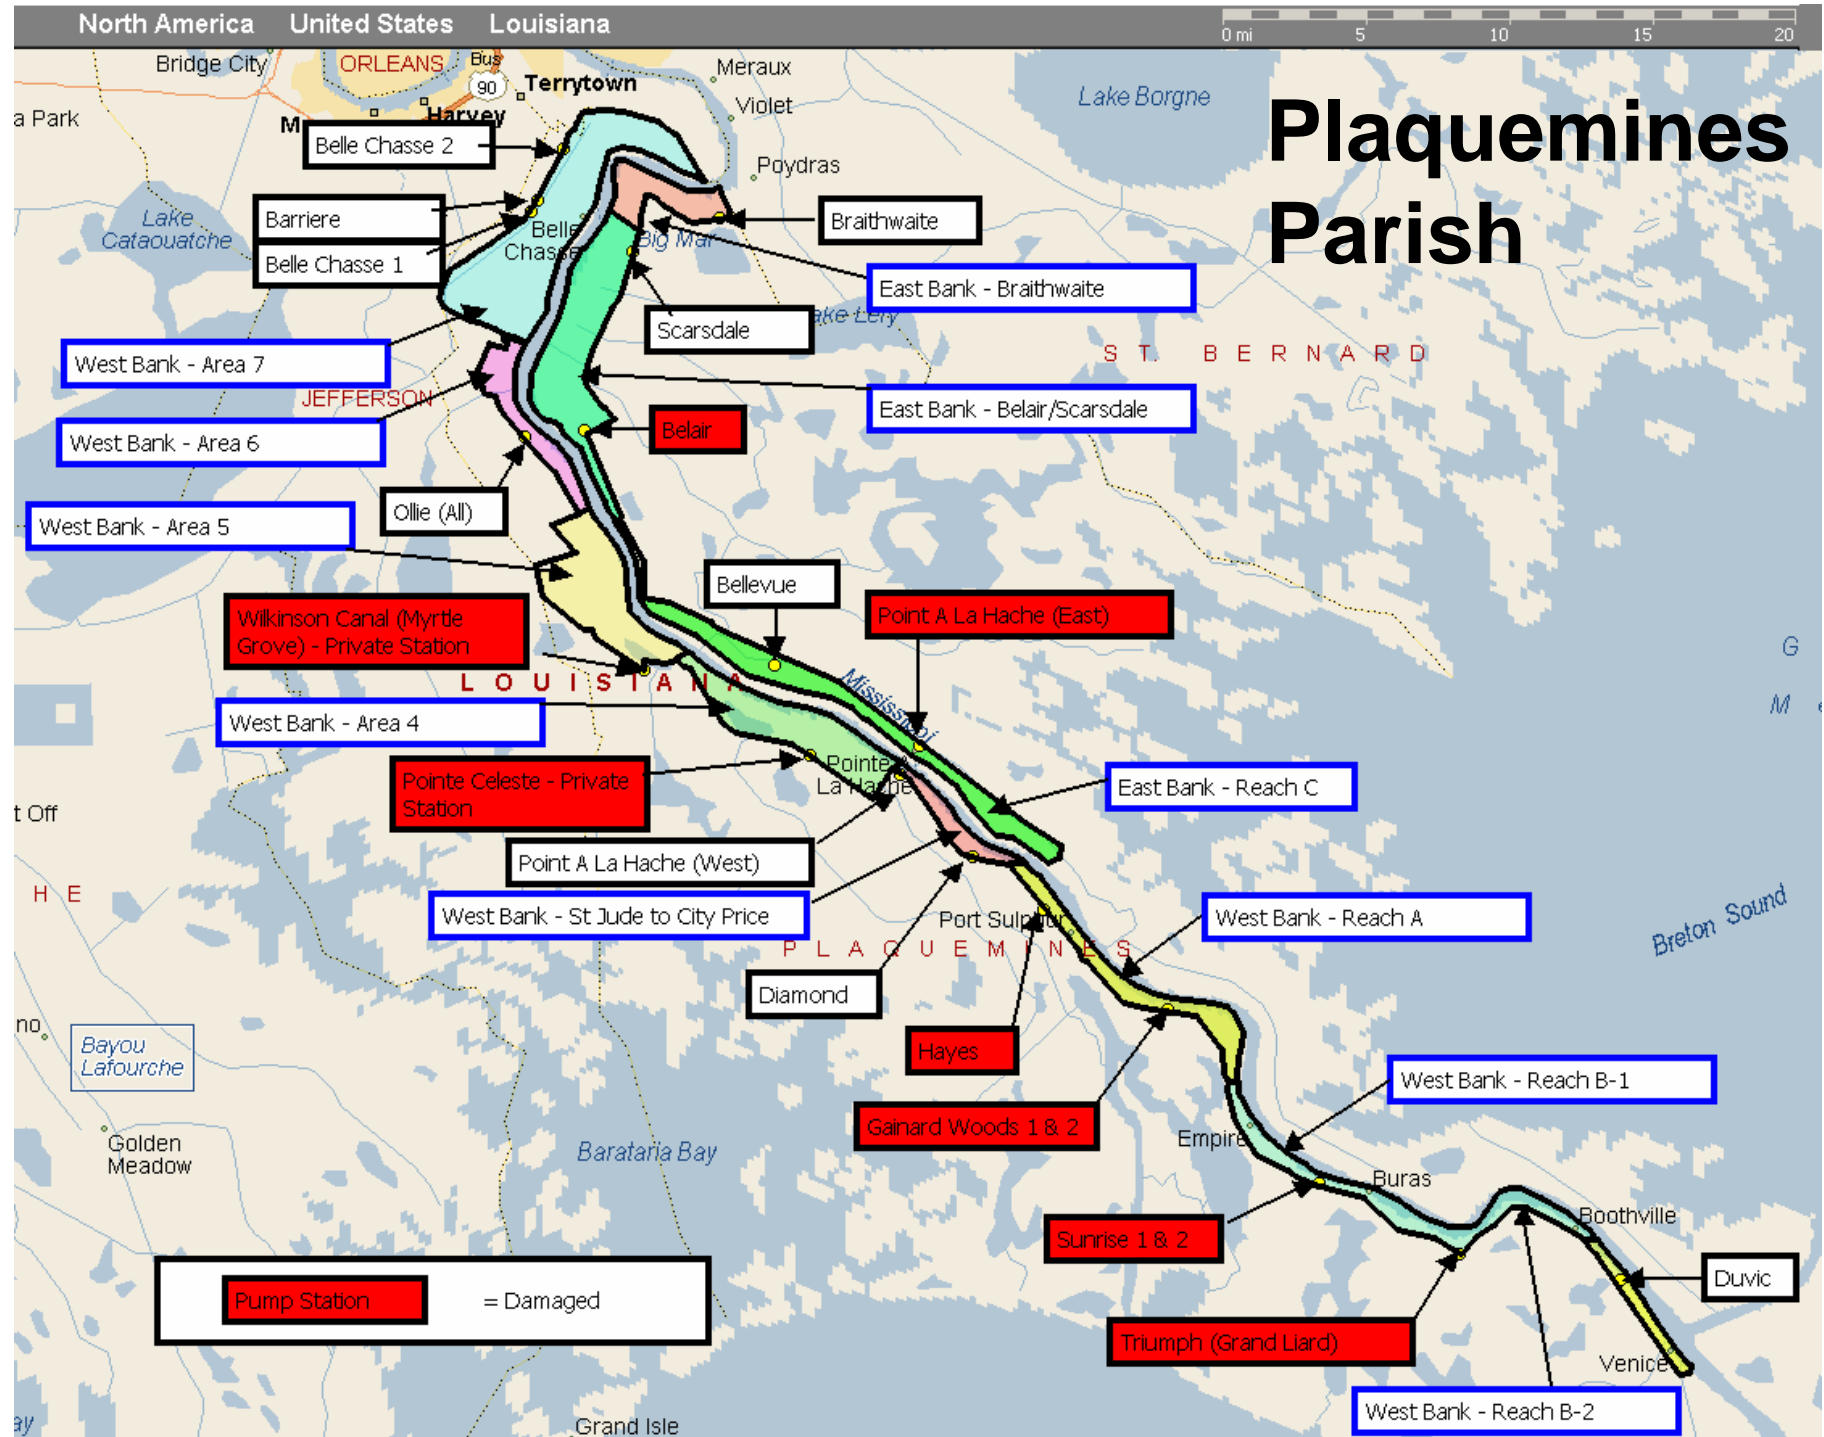 North America United States Louisiana
0 mi 5 10 15 20
Plaquemines
Parish
Bridge City
ORLEANS
Bus
90
Terrytown
Meraux
Lake Borgne
a Park
M
Harvey
Violet
Belle Chasse 2
Poydras
Lake
Cataouatche
Barriere
Braithwaite
Belle
Chasse
Big Mar
Belle Chasse 1
East Bank - Braithwaite
Scarsdale
ake Lery
West Bank - Area 7
ST. BERNARD
JEFFERSON
East Bank - Belair/Scarsdale
West Bank - Area 6
Belair
Ollie (All)
West Bank - Area 5
Bellevue
Wilkinson Canal (Myrtle
Grove) - Private Station
Point A La Hache (East)
G
LOUISIANA
Mississippi
M e
West Bank - Area 4
Pointe A
La Hache
Pointe Celeste - Private
Station
East Bank - Reach C
t Off
Point A La Hache (West)
H E
West Bank - St Jude to City Price
Port Sulphur
West Bank - Reach A
Breton Sound
PLAQUEMINES
Diamond
no
Bayou
Lafourche
Hayes
West Bank - Reach B-1
Gainard Woods 1 & 2
Empire
Golden
Meadow
Barataria Bay
Buras
Boothville
Sunrise 1 & 2
Duvic
Pump Station = Damaged
Triumph (Grand Liard)
Venice
West Bank - Reach B-2
Grand Isle
ay